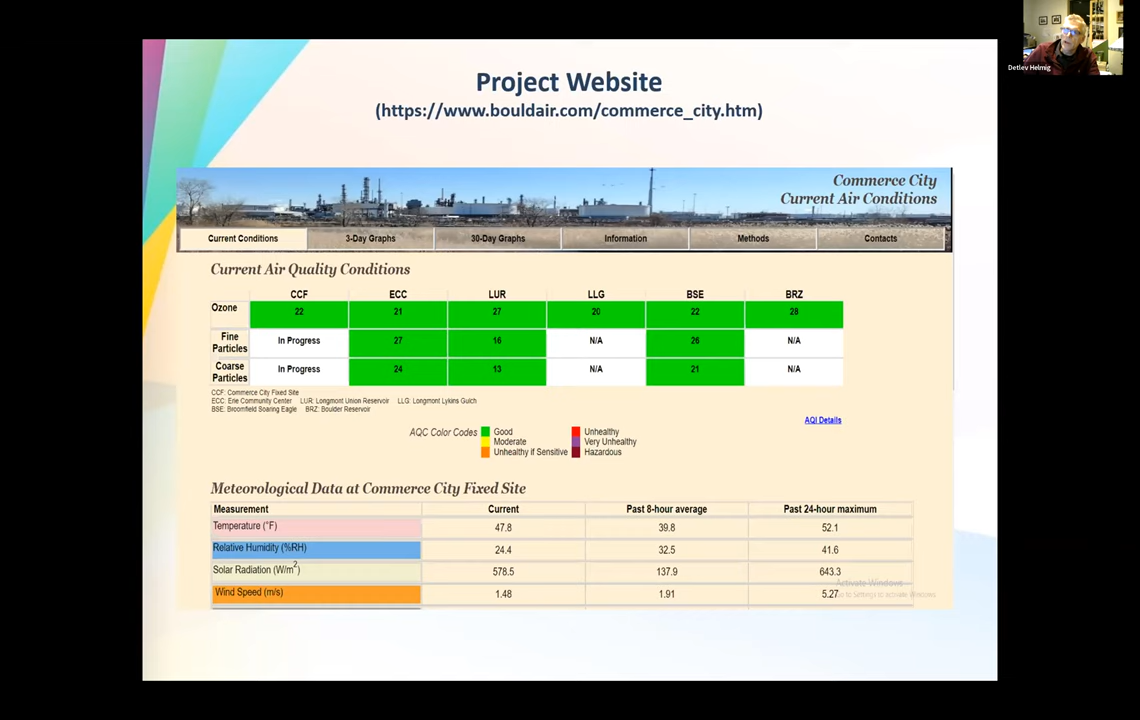 Detlev Helmig
Project Website
(https://www.bouldair.com/commerce_city.htm)
Commerce City
Current Air Conditions
Current Conditions 3-Day Graphs 30-Day Graphs Information Methods Contacts
Current Air Quality Conditions
CCF ECC LUR LLG BSE BRZ
Ozone 22 21 27 20 22 28
Fine Particles In Progress 27 16 N/A 26 N/A
Coarse Particles In Progress 24 13 N/A 21 N/A
CCF: Commerce City Fixed Site
ECC: Erie Community Center LUR: Longmont Union Reservoir LLG: Longmont Lykins Gulch
BSE: Broomfield Soaring Eagle BRZ: Boulder Reservoir
AQI Details
AQC Color Codes Good Unhealthy
Moderate Very Unhealthy
Unhealthy if Sensitive Hazardous
Meteorological Data at Commerce City Fixed Site
Measurement Current Past 8-hour average Past 24-hour maximum
Temperature (°F) 47.8 39.8 52.1
Relative Humidity (%RH) 24.4 32.5 41.6
Solar Radiation (W/m²) 578.5 137.9 643.3
Activate Windows
Wind Speed (m/s) 1.48 1.91 5.27
Go to Settings to activate Windows.